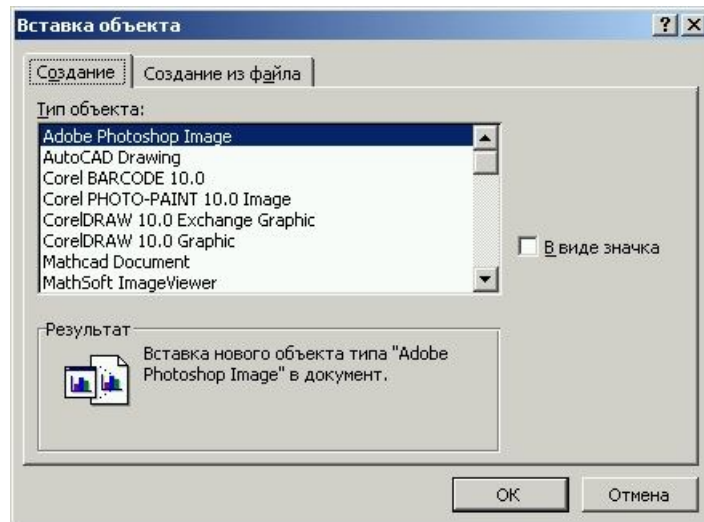 Вставка объекта
Создание
Создание из файла
Тип объекта:
Adobe Photoshop Image
AutoCAD Drawing
Corel BARCODE 10.0
Corel PHOTO-PAINT 10.0 Image
CorelDRAW 10.0 Exchange Graphic
CorelDRAW 10.0 Graphic
Mathcad Document
MathSoft ImageViewer
В виде значка
Результат
Вставка нового объекта типа "Adobe
Photoshop Image" в документ.
ОК
Отмена